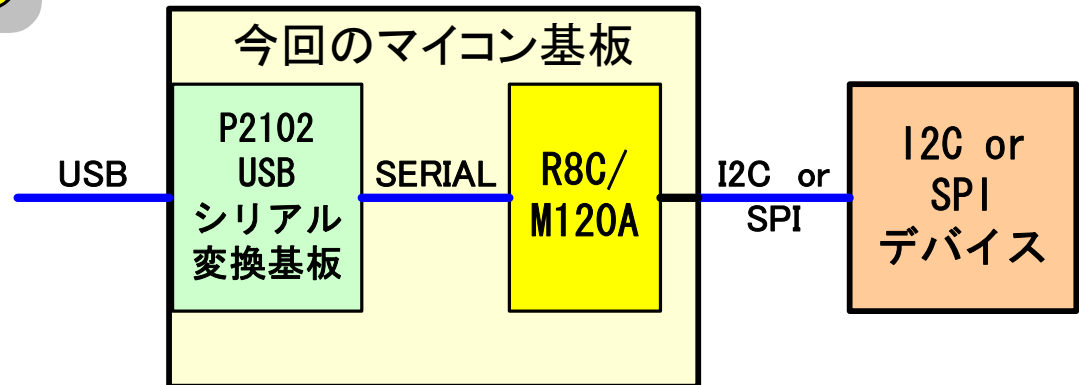 今回のマイコン基板
USB
P2102
USB
シリアル
変換基板
SERIAL
R8C/
M120A
I2C or
SPI
I2C or
SPI
デバイス